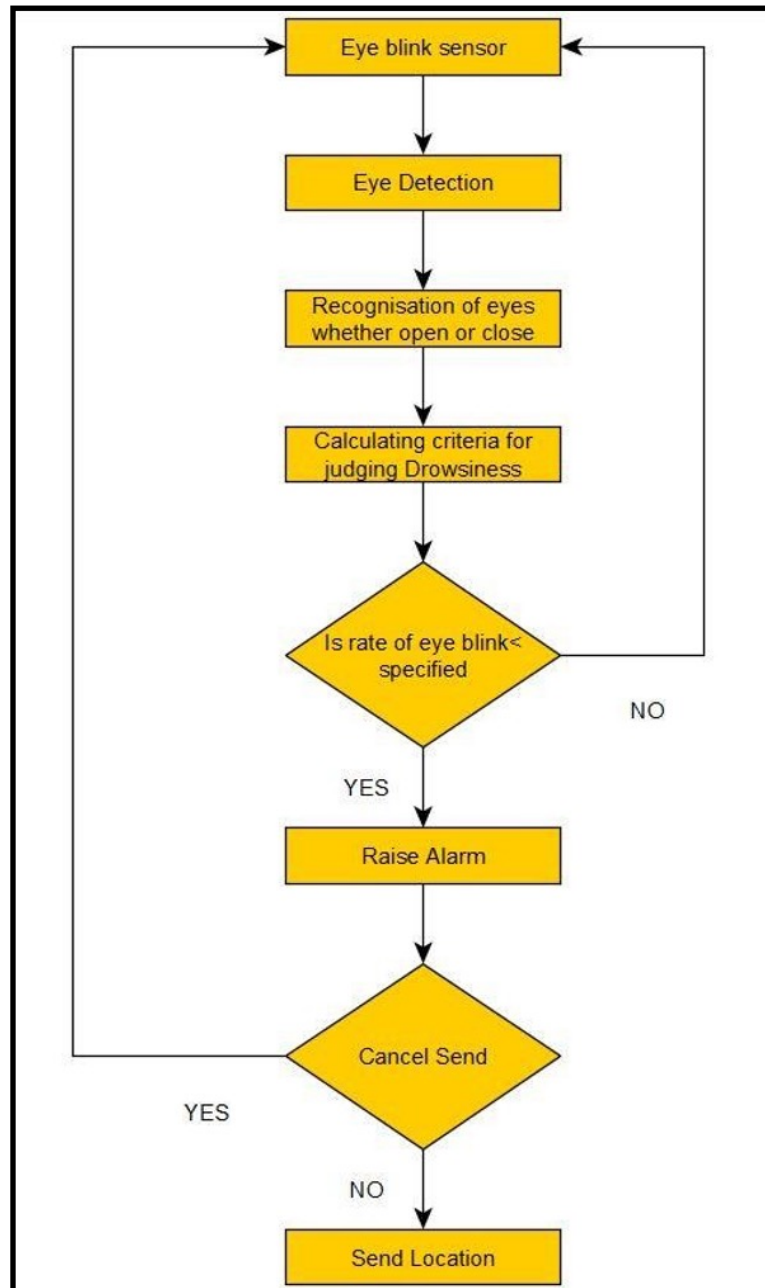 Eye blink sensor
Eye Detection
Recognisation of eyes
whether open or close
Calculating criteria for
judging Drowsiness
Is rate of eye blink<
specified
NO
YES
Raise Alarm
Cancel Send
YES
NO
Send Location